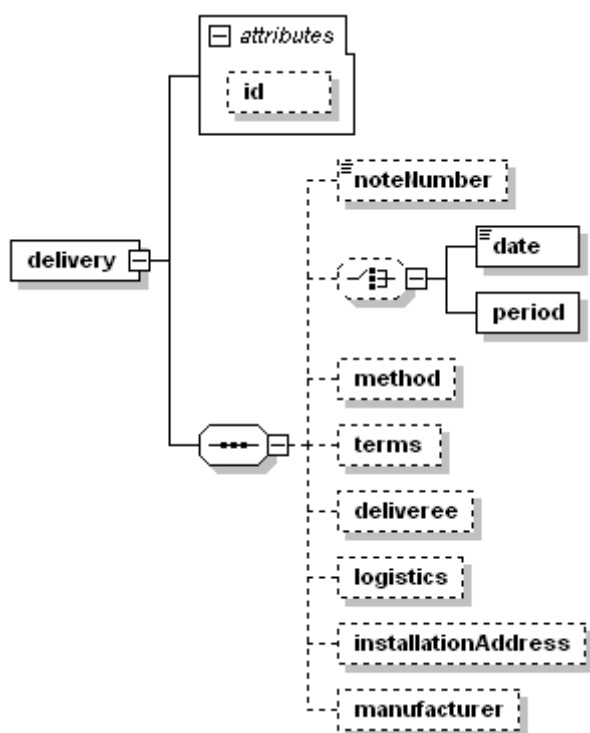 attributes
id
noteNumber
date
delivery
period
method
terms
deliveree
logistics
installationAddress
manufacturer